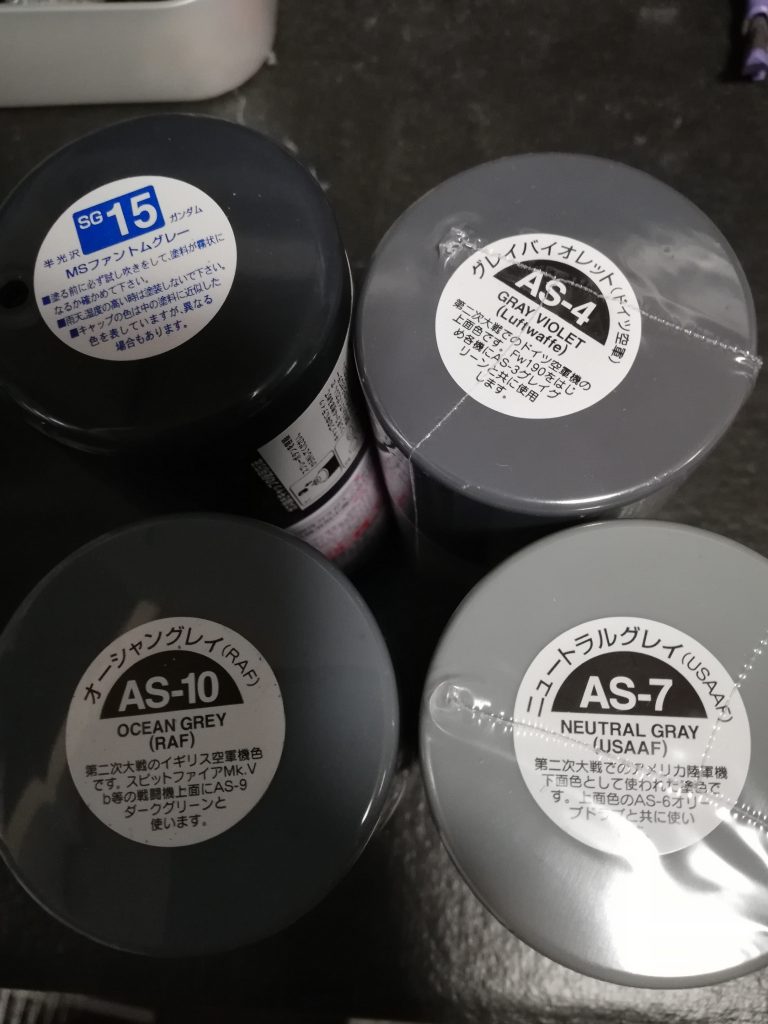 SG 15 ガンダム
半光沢
MSファントムグレー
■塗る前に必ず試し吹きをして、塗料が霧状に
なるか確かめて下さい。
■雨天、湿度の高い時は塗装しないで下さい。
■キャップの色は中の塗料に近似した
色を表していますが、異なる
場合もあります。
グレイバイオレット(ドイツ空軍)
AS-4
GRAY VIOLET
(Luftwaffe)
第二次大戦でのドイツ空軍機の
上面色です。Fw190をはじ
め各機にAS-3グレイグ
リーンと共に使用
します。
オーシャングレイ(RAF)
AS-10
OCEAN GREY
(RAF)
第二次大戦のイギリス空軍機色
です。スピットファイアMk.V
b等の戦闘機上面にAS-9
ダークグリーンと
使います。
ニュートラルグレイ(USAAF)
AS-7
NEUTRAL GRAY
(USAAF)
第二次大戦でのアメリカ陸軍機
下面色として使われた塗色で
す。上面色のAS-6オリー
ブドラブと共に使い